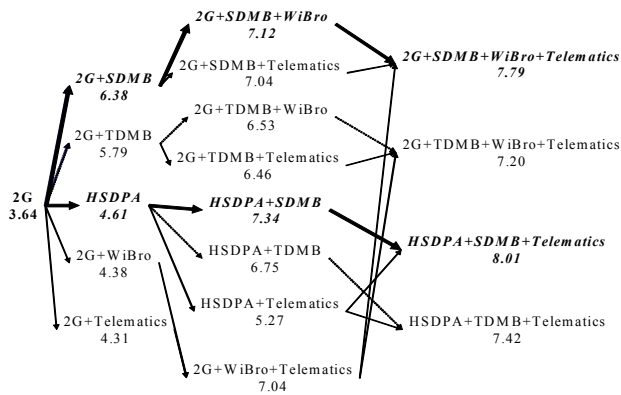 2G
3.64
2G+SDMB
6.38
2G+TDMB
5.79
HSDPA
4.61
2G+WiBro
4.38
2G+Telematics
4.31
2G+SDMB+WiBro
7.12
2G+SDMB+Telematics
7.04
2G+TDMB+WiBro
6.53
2G+TDMB+Telematics
6.46
HSDPA+SDMB
7.34
HSDPA+TDMB
6.75
HSDPA+Telematics
5.27
2G+WiBro+Telematics
7.04
2G+SDMB+WiBro+Telematics
7.79
2G+TDMB+WiBro+Telematics
7.20
HSDPA+SDMB+Telematics
8.01
HSDPA+TDMB+Telematics
7.42